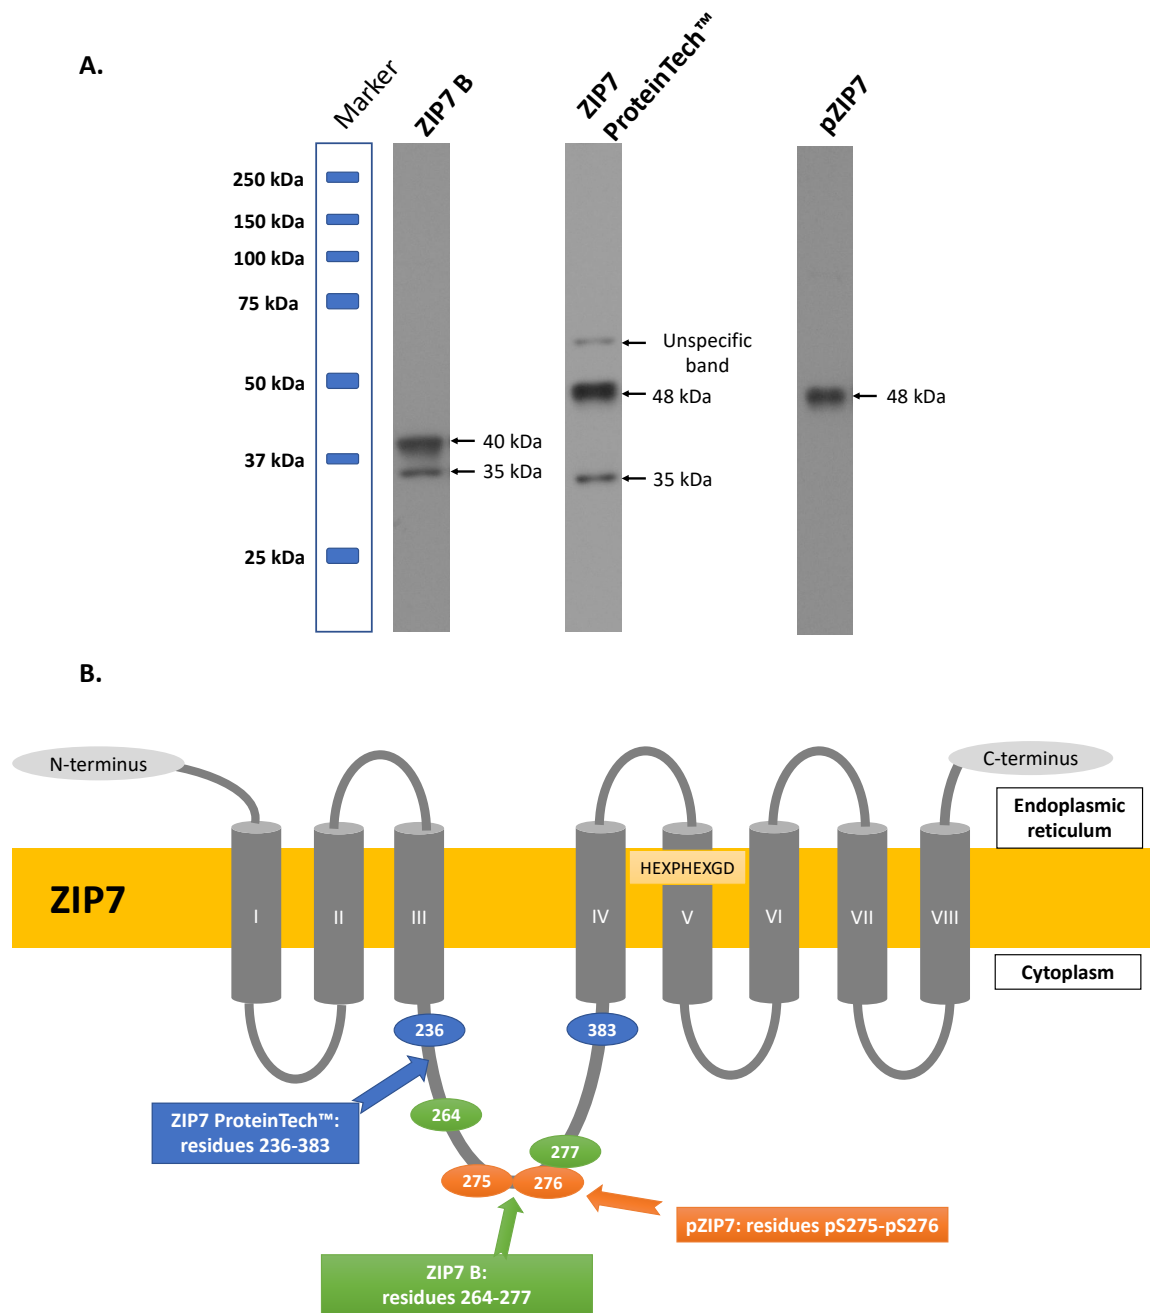 A.
Marker
ZIP7 B
ZIP7
ProteinTech™
pZIP7
250 kDa
150 kDa
100 kDa
75 kDa
50 kDa
37 kDa
25 kDa
40 kDa
35 kDa
Unspecific
band
48 kDa
35 kDa
48 kDa
B.
N-terminus
C-terminus
Endoplasmic
reticulum
HEXPHEXGD
ZIP7
I
II
III
IV
V
VI
VII
VIII
Cytoplasm
236
383
ZIP7 ProteinTech™:
residues 236-383
264
277
275
276
pZIP7: residues pS275-pS276
ZIP7 B:
residues 264-277